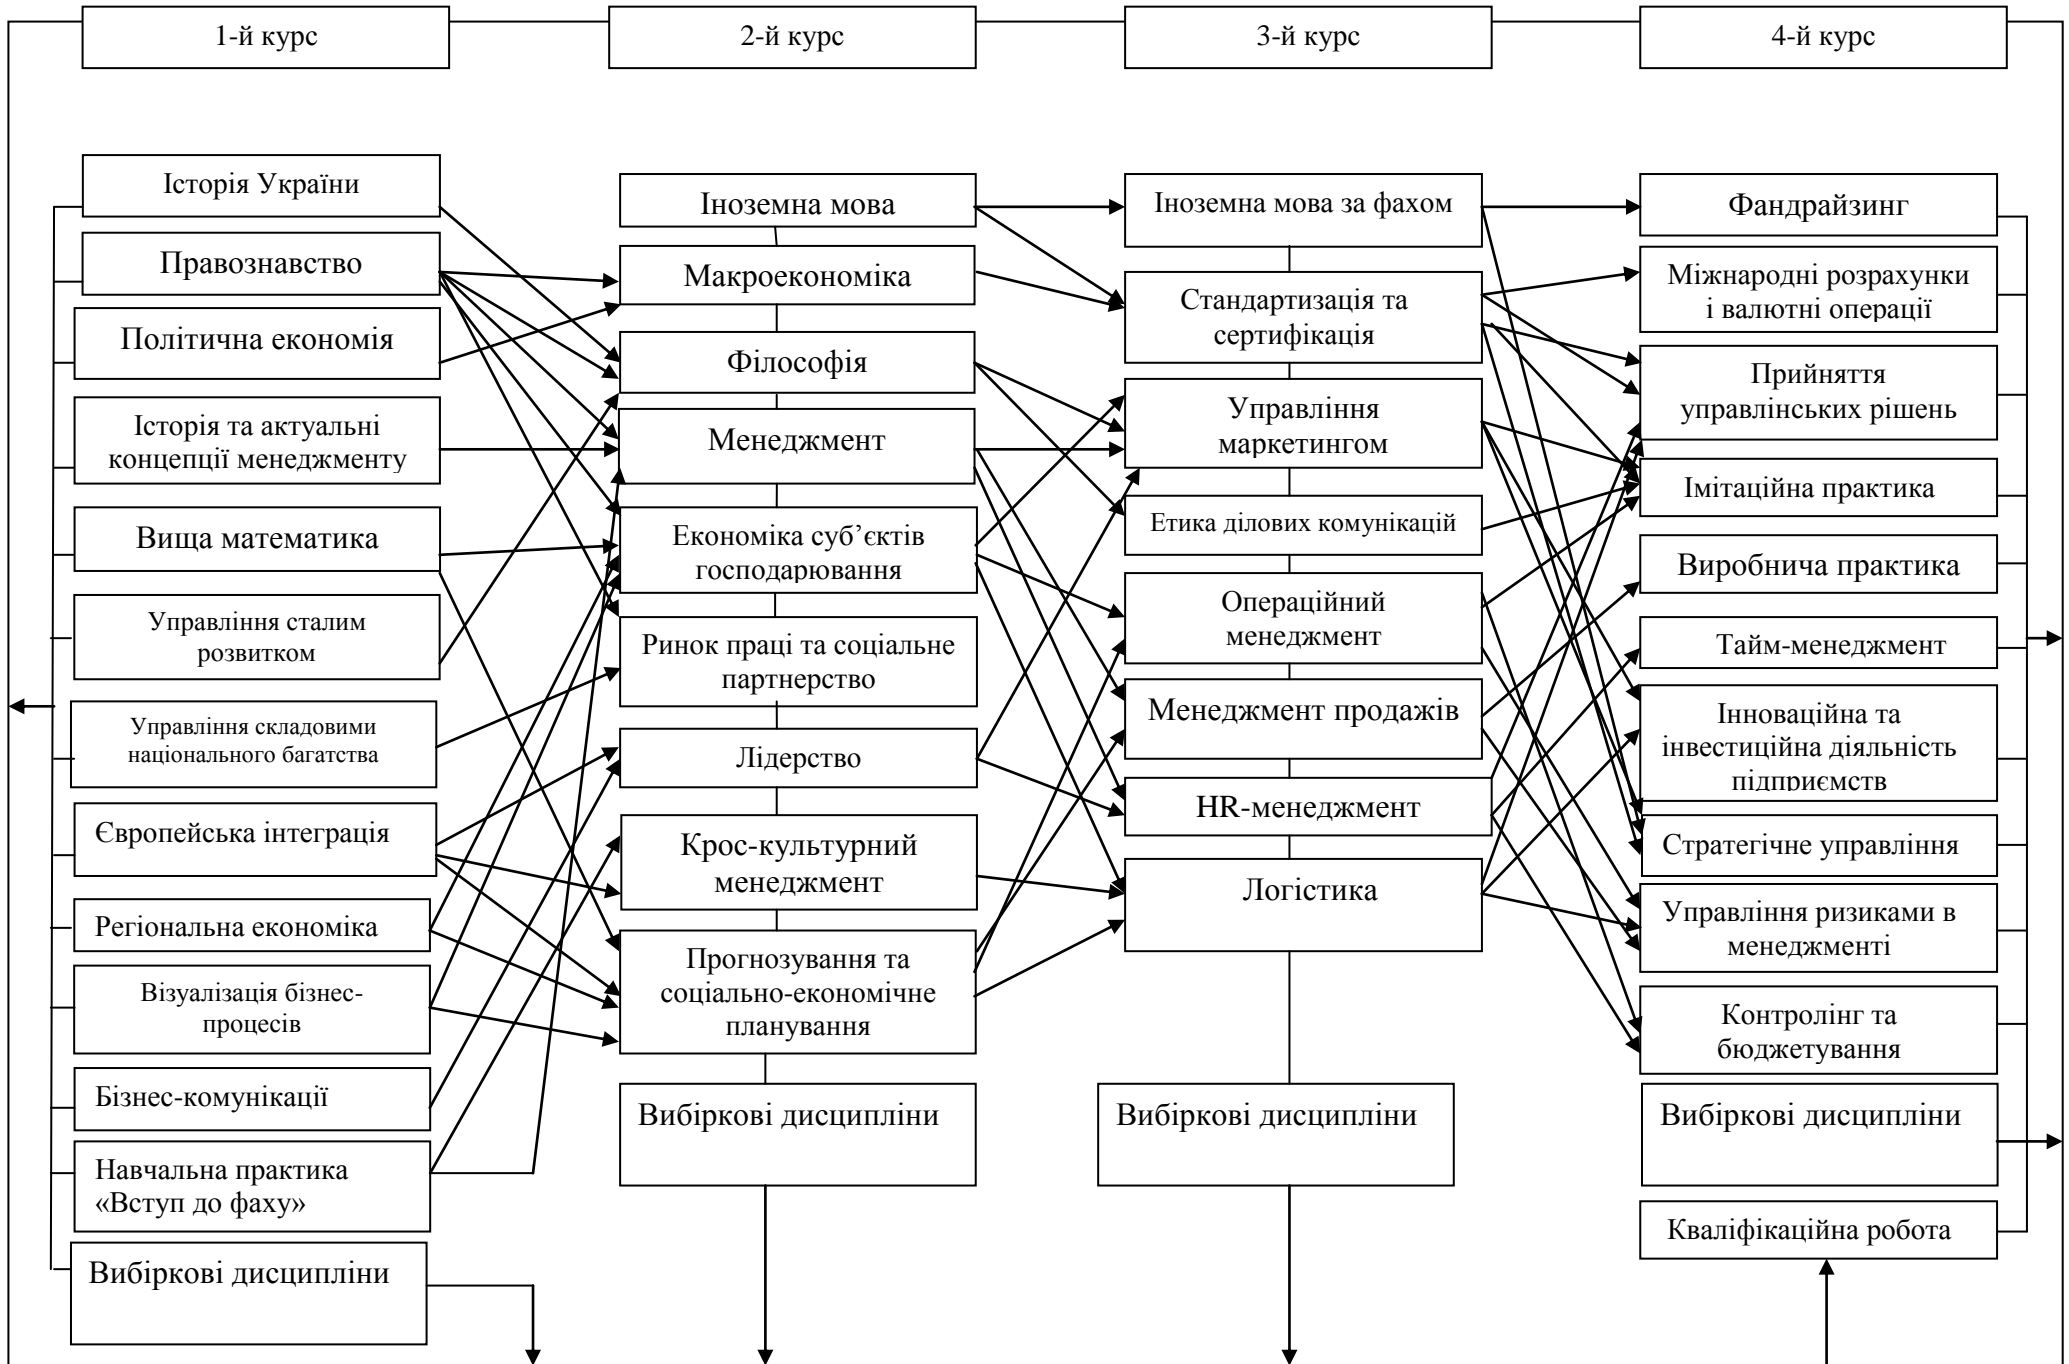 1-й курс
2-й курс
3-й курс
4-й курс
Історія України
Правознавство
Політична економія
Історія та актуальні
концепції менеджменту
Вища математика
Управління сталим
розвитком
Управління складовими
національного багатства
Європейська інтеграція
Регіональна економіка
Візуалізація бізнес-
процесів
Бізнес-комунікації
Навчальна практика
«Вступ до фаху»
Вибіркові дисципліни
Іноземна мова
Макроекономіка
Філософія
Менеджмент
Економіка суб’єктів
господарювання
Ринок праці та соціальне
партнерство
Лідерство
Крос-культурний
менеджмент
Прогнозування та
соціально-економічне
планування
Вибіркові дисципліни
Іноземна мова за фахом
Стандартизація та
сертифікація
Управління
маркетингом
Етика ділових комунікацій
Операційний
менеджмент
Менеджмент продажів
HR-менеджмент
Логістика
Вибіркові дисципліни
Фандрайзинг
Міжнародні розрахунки
і валютні операції
Прийняття
управлінських рішень
Імітаційна практика
Виробнича практика
Тайм-менеджмент
Інноваційна та
інвестиційна діяльність
підприємств
Стратегічне управління
Управління ризиками в
менеджменті
Контролінг та
бюджетування
Вибіркові дисципліни
Кваліфікаційна робота